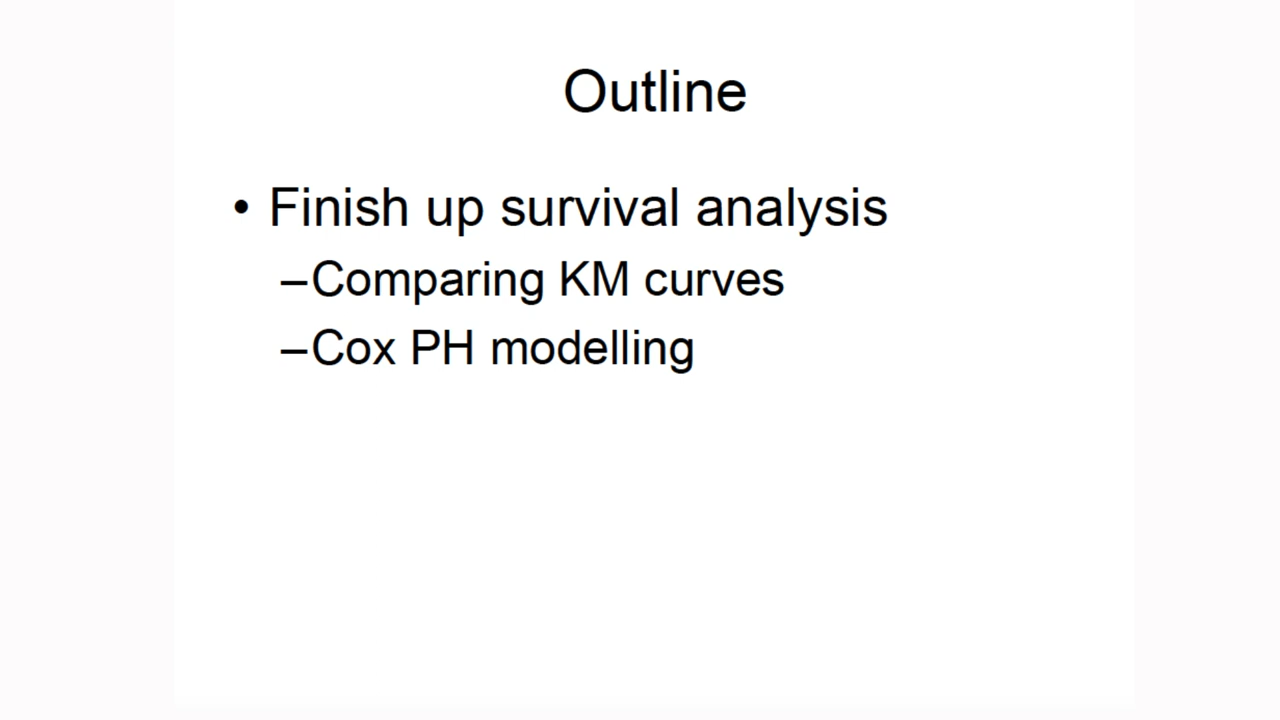 Outline
• Finish up survival analysis
–Comparing KM curves
–Cox PH modelling